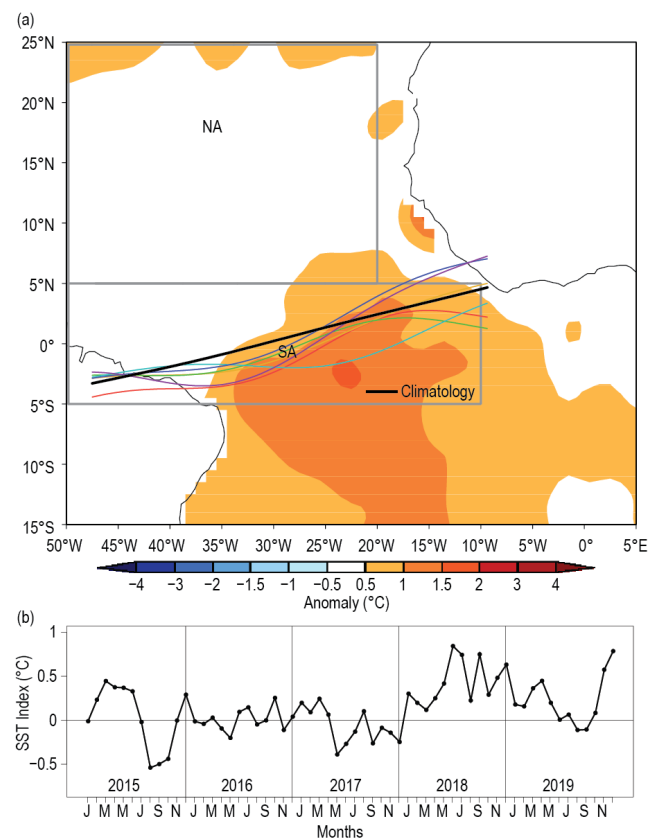 (a)
25°N
20°N
NA
15°N
10°N
5°N
0°
SA
Climatology
5°S
10°S
15°S
50°W 45°W 40°W 35°W 30°W 25°W 20°W 15°W 10°W 5°W 0° 5°E
−4 −3 −2 −1.5 −1 −0.5 0.5 1 1.5 2 3 4
Anomaly (°C)
(b)
1
0.5
0
−0.5
SST Index (°C)
2015 2016 2017 2018 2019
J M M J S N J M M J S N J M M J S N J M M J S N J M M J S N
Months